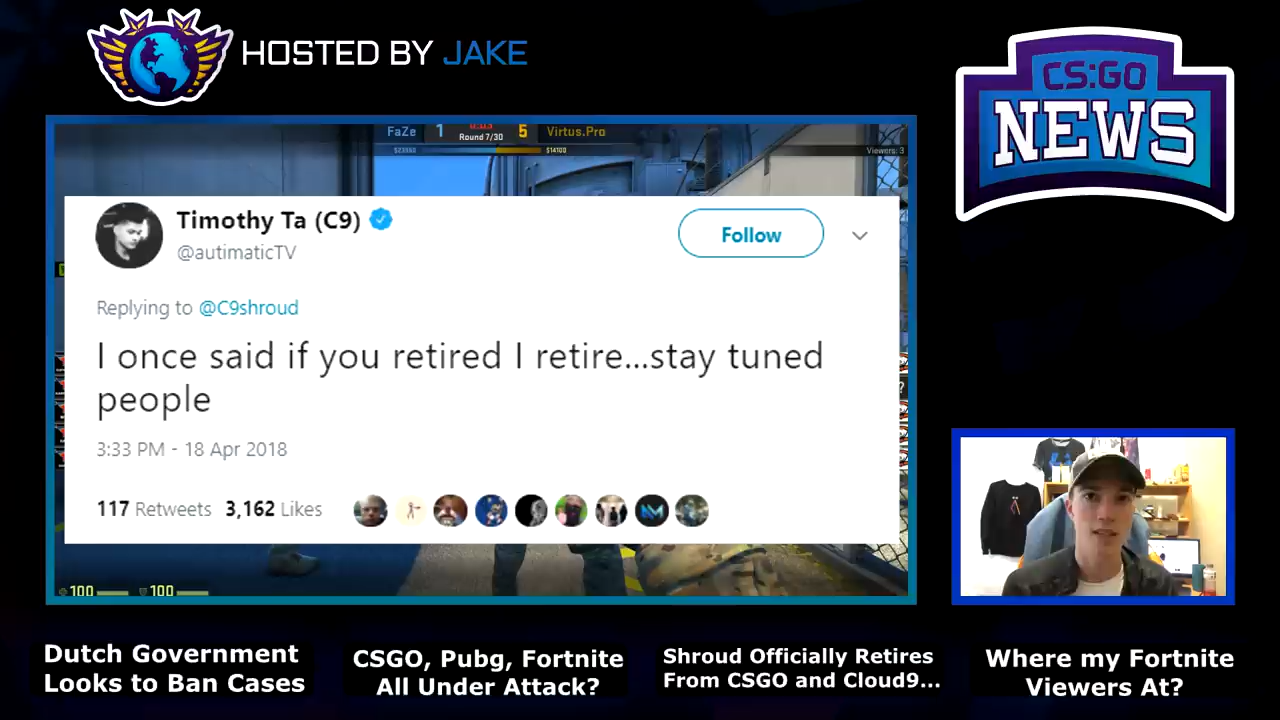 HOSTED BY JAKE
CS:GO
NEWS
FaZe 1 5 Virtus.Pro
Round 7/30
$14100
Viewers: 3
Timothy Ta (C9)
@autimaticTV
Follow
Replying to @C9shroud
I once said if you retired I retire...stay tuned
people
3:33 PM - 18 Apr 2018
117 Retweets 3,162 Likes
100 100
Dutch Government
Looks to Ban Cases
CSGO, Pubg, Fortnite
All Under Attack?
Shroud Officially Retires
From CSGO and Cloud9...
Where my Fortnite
Viewers At?